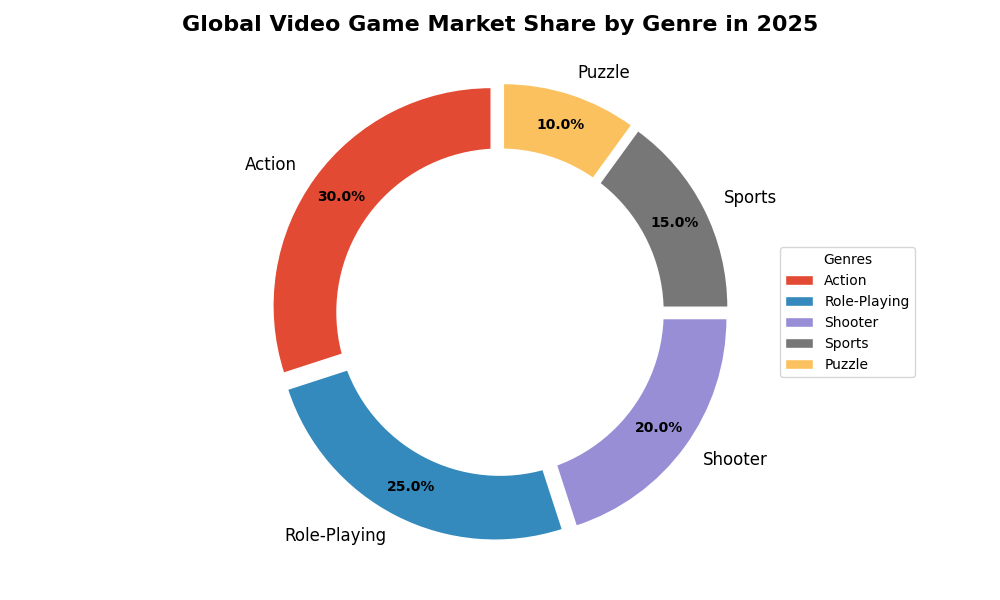 Global Video Game Market Share by Genre in 2025
Puzzle
10.0%
Action
30.0%
Sports
15.0%
Genres
Action
Role-Playing
Shooter
Sports
Puzzle
20.0%
Shooter
25.0%
Role-Playing